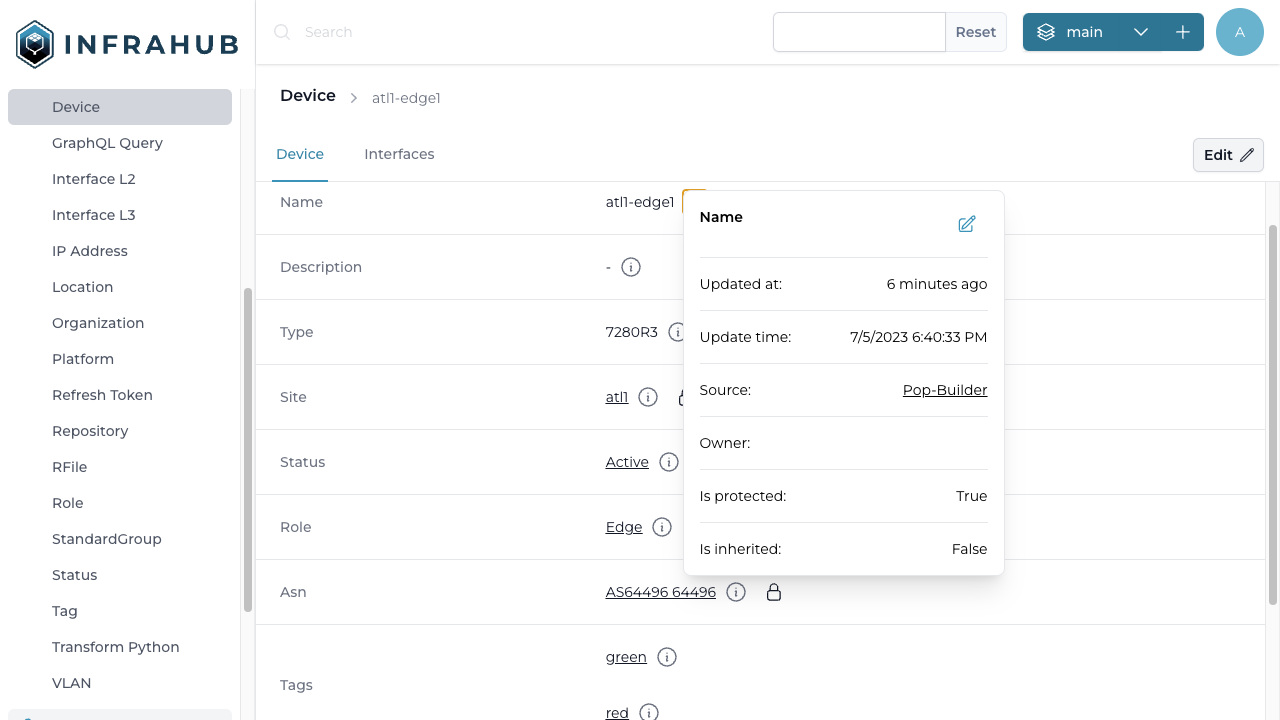 INFRAHUB
Search
Reset
main
A
Device
GraphQL Query
Interface L2
Interface L3
IP Address
Location
Organization
Platform
Refresh Token
Repository
RFile
Role
StandardGroup
Status
Tag
Transform Python
VLAN
Device > atl1-edge1
Device Interfaces
Edit
Name atl1-edge1
Description -
Type 7280R3
Site atl1
Status Active
Role Edge
Asn AS64496 64496
Tags
green
red
Name
Updated at: 6 minutes ago
Update time: 7/5/2023 6:40:33 PM
Source: Pop-Builder
Owner:
Is protected: True
Is inherited: False